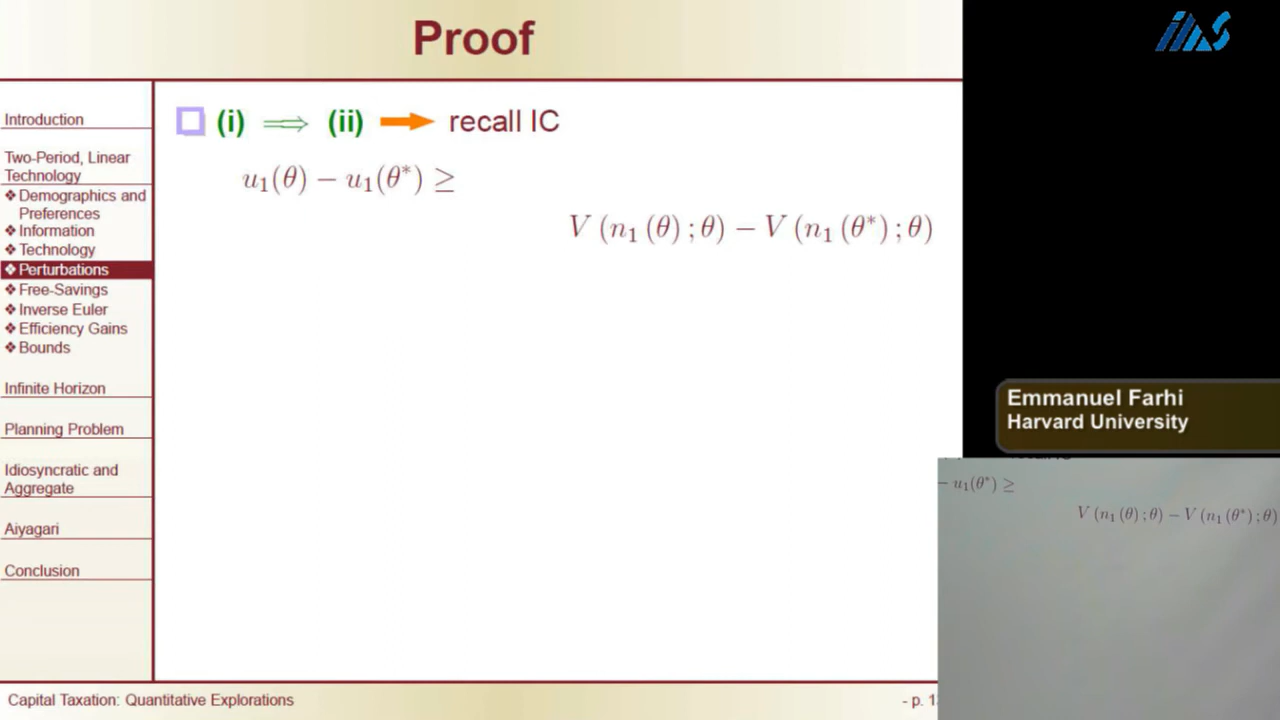 Proof
IAS
Introduction
Two-Period, Linear
Technology
❖ Demographics and
Preferences
❖ Information
❖ Technology
❖ Perturbations
❖ Free-Savings
❖ Inverse Euler
❖ Efficiency Gains
❖ Bounds
Infinite Horizon
Planning Problem
Idiosyncratic and
Aggregate
Aiyagari
Conclusion
(i) ⟹ (ii) recall IC
u₁(θ) − u₁(θ*) ≥
V (n₁ (θ) ; θ) − V (n₁ (θ*) ; θ)
Emmanuel Farhi
Harvard University
− u₁(θ*) ≥
V (n₁ (θ) ; θ) − V (n₁ (θ*) ; θ)
Capital Taxation: Quantitative Explorations
- p.